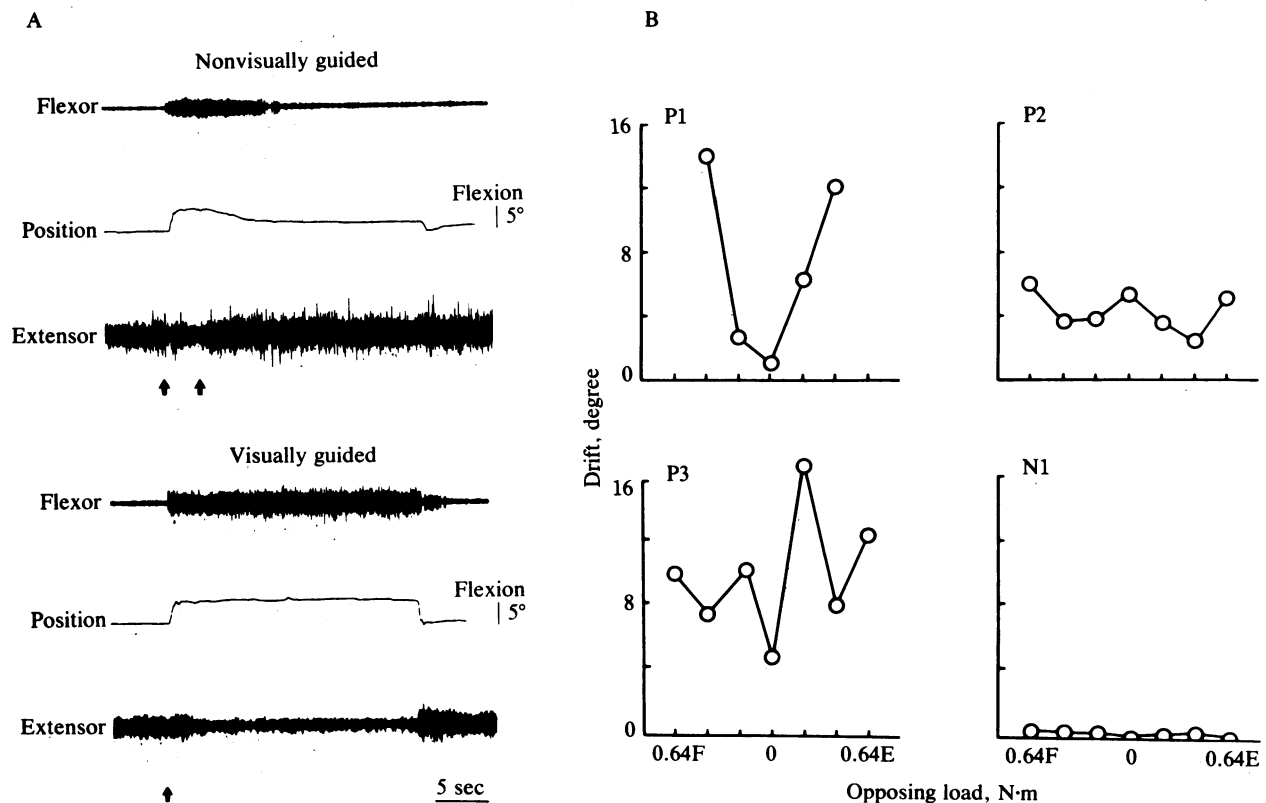 A
Nonvisually guided
Flexor
Flexion
5°
Position
Extensor
Visually guided
Flexor
Flexion
5°
Position
Extensor
5 sec
B
P1
16
8
0
P2
Drift, degree
P3
16
8
0
0.64F 0 0.64E
N1
0.64F 0 0.64E
Opposing load, N·m